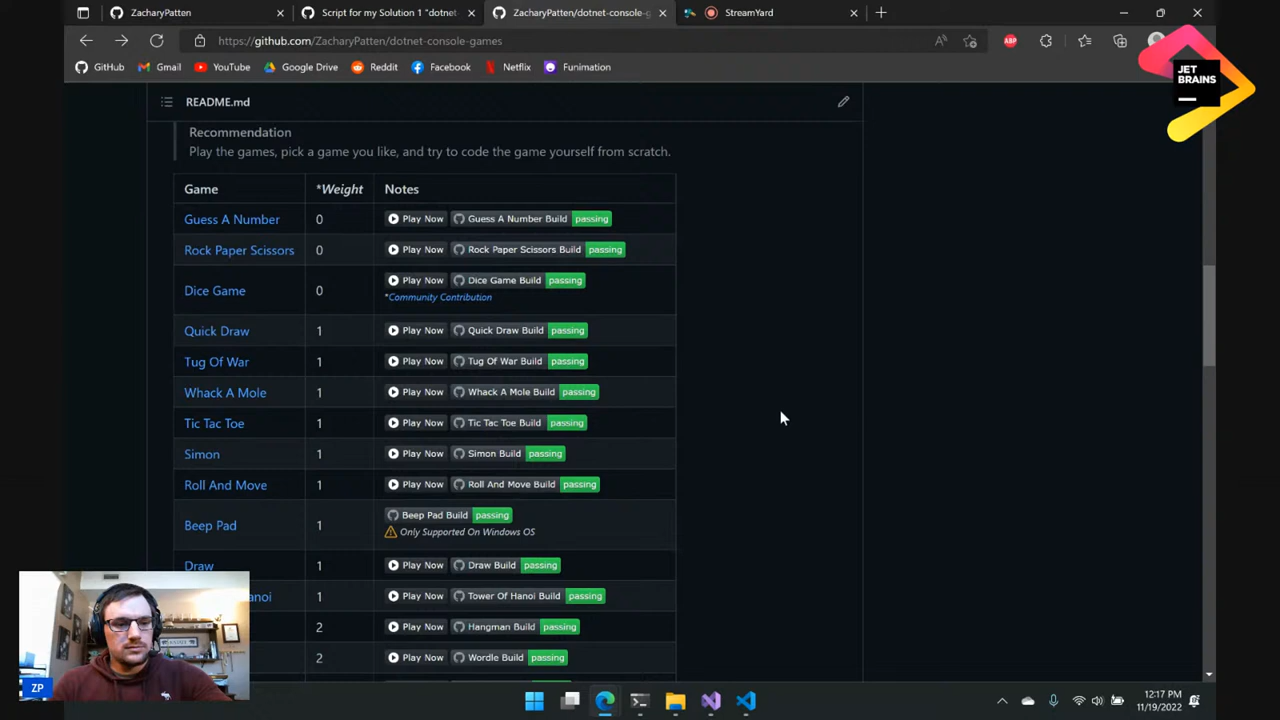 ZacharyPatten
Script for my Solution 1 "dotnet
ZacharyPatten/dotnet-console-g
StreamYard
https://github.com/ZacharyPatten/dotnet-console-games
ABP
GitHub
Gmail
YouTube
Google Drive
Reddit
Facebook
Netflix
Funimation
JET
BRAINS
README.md
Recommendation
Play the games, pick a game you like, and try to code the game yourself from scratch.
Game *Weight Notes
Guess A Number 0 Play Now Guess A Number Build passing
Rock Paper Scissors 0 Play Now Rock Paper Scissors Build passing
Dice Game 0 Play Now Dice Game Build passing
*Community Contribution
Quick Draw 1 Play Now Quick Draw Build passing
Tug Of War 1 Play Now Tug Of War Build passing
Whack A Mole 1 Play Now Whack A Mole Build passing
Tic Tac Toe 1 Play Now Tic Tac Toe Build passing
Simon 1 Play Now Simon Build passing
Roll And Move 1 Play Now Roll And Move Build passing
Beep Pad 1 Beep Pad Build passing
Only Supported On Windows OS
Draw 1 Play Now Draw Build passing
anoi 1 Play Now Tower Of Hanoi Build passing
2 Play Now Hangman Build passing
2 Play Now Wordle Build passing
ZP
12:17 PM
11/19/2022